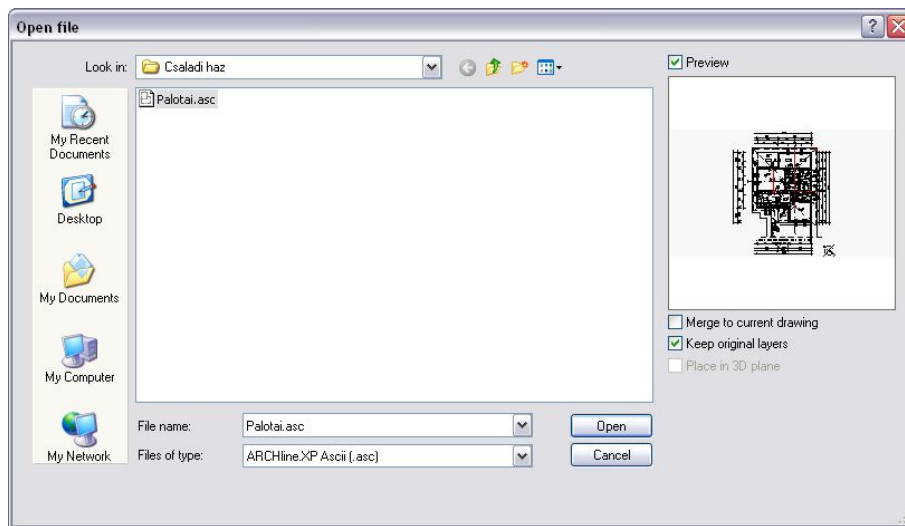 Open file
Look in:
Csaladi haz
Preview
Palotai.asc
My Recent
Documents
Desktop
My Documents
My Computer
My Network
Merge to current drawing
Keep original layers
Place in 3D plane
File name:
Palotai.asc
Open
Files of type:
ARCHline.XP Ascii (.asc)
Cancel